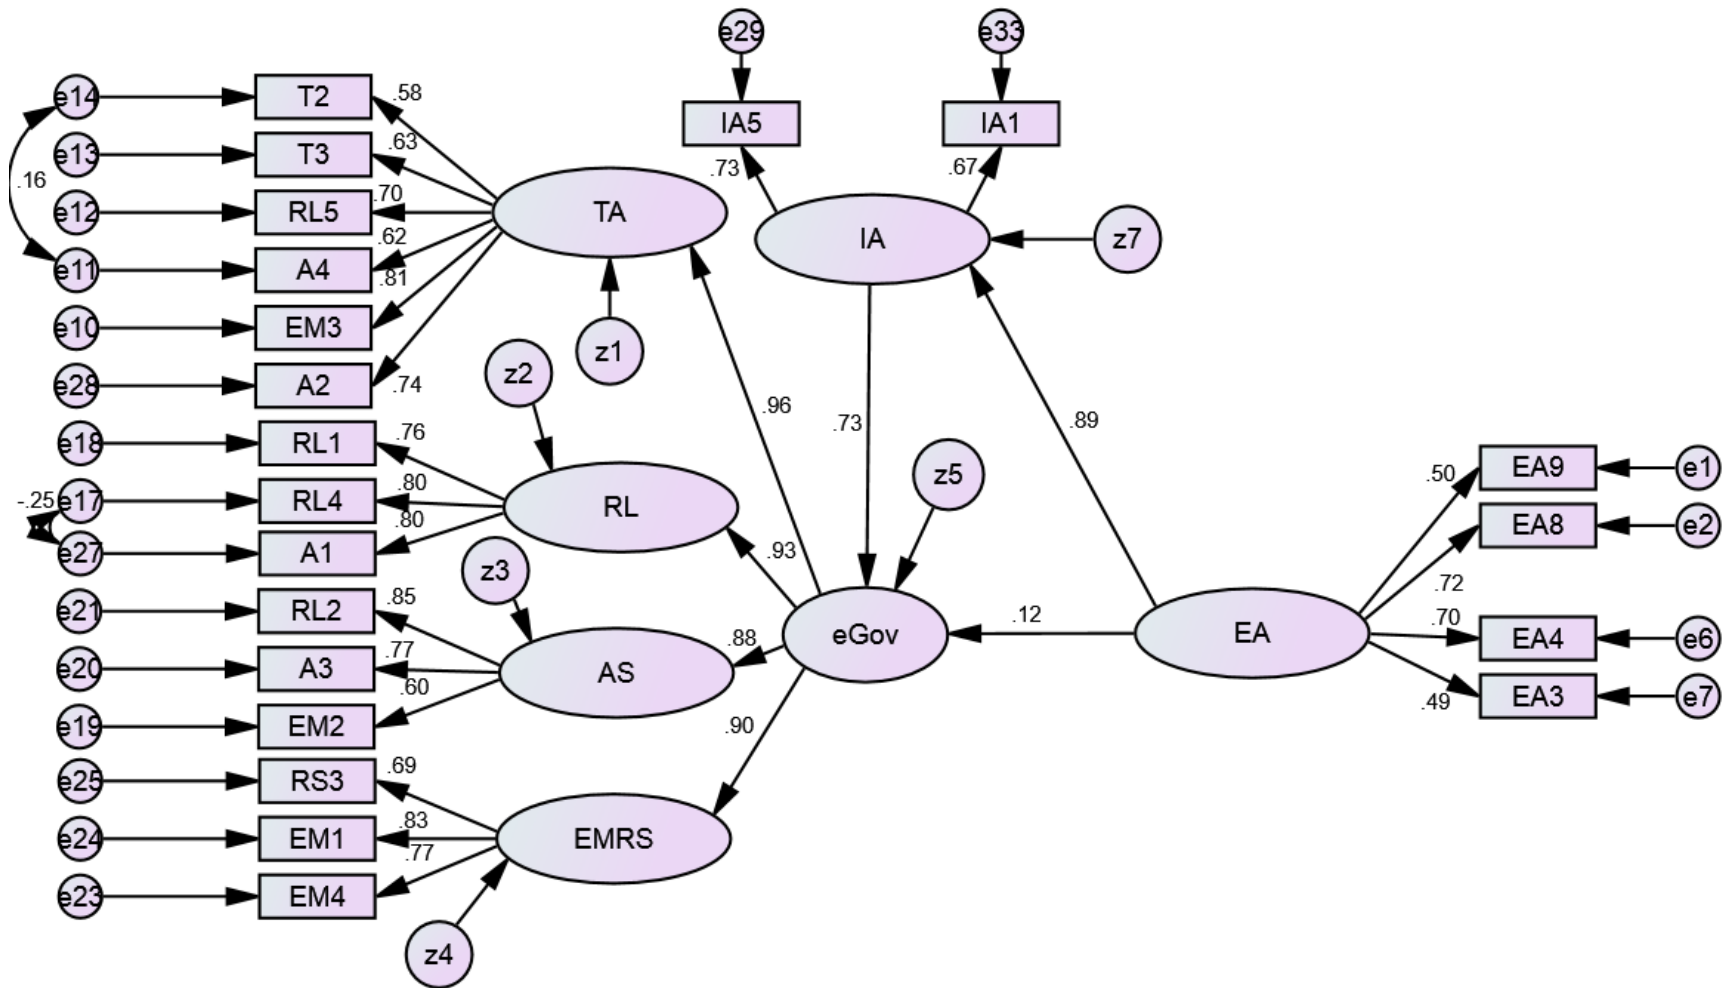 e29
e33
e14
T2
.58
IA5
IA1
e13
T3
.63
.73
.67
.16
e12
RL5
.70
TA
IA
z7
e11
A4
.62
.81
e10
EM3
z1
e28
A2
.74
z2
.96
.73
.89
e18
RL1
.76
z5
EA9
e1
.50
-.25
e17
RL4
.80
RL
EA8
e2
e27
A1
.80
.93
z3
.72
e21
RL2
.85
.88
eGov
.12
EA
.70
EA4
e6
e20
A3
.77
AS
.60
EA3
e7
.49
e19
EM2
.90
e25
RS3
.69
e24
EM1
.83
EMRS
.77
e23
EM4
z4